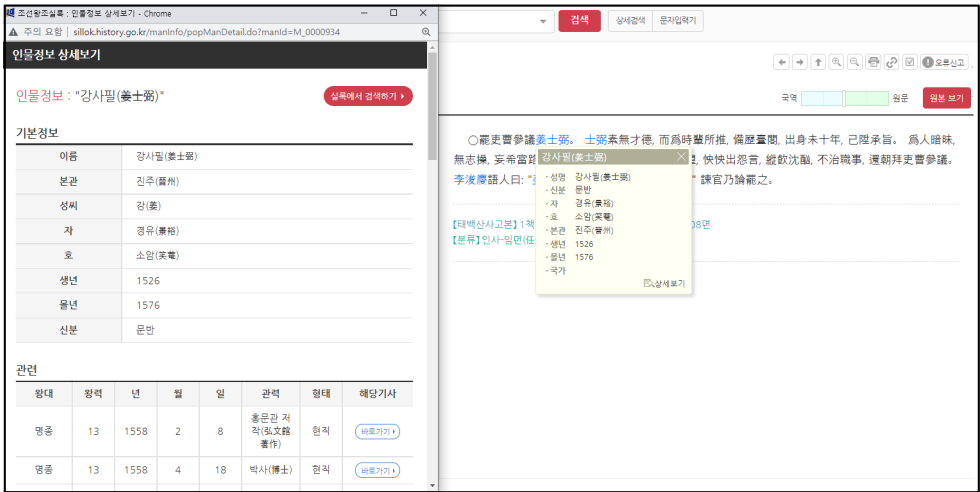 조선왕조실록 : 인물정보 상세보기 - Chrome
주의 요함 | sillok.history.go.kr/manInfo/popManDetail.do?manId=M_0000934
인물정보 상세보기
인물정보 : "강사필(姜士弼)"
실록에서 검색하기
기본정보
이름 강사필(姜士弼)
본관 진주(晉州)
성씨 강(姜)
자 경유(景裕)
호 소암(笑菴)
생년 1526
몰년 1576
신분 문반
관련
왕대 왕력 년 월 일 관력 형태 해당기사
명종 13 1558 2 8 홍문관 저
작(弘文館
著作) 현직 바로가기
명종 13 1558 4 18 박사(博士) 현직 바로가기
검색 상세검색 문자입력기
오류신고
국역 원문 원본 보기
○罷吏曹參議姜士弼。 士弼素無才德, 而爲時輩所推, 備歷臺閣, 出身未十年, 已陞承旨。 爲人暗昧,
無志操, 妄希當路 快怏出怨言, 縱飮沈酗, 不治職事, 還朝拜吏曹參議。
李浚慶語人曰: " " 諫官乃論罷之。
【태백산사고본】 1책 08면
【분류】 인사-임면(任
강사필(姜士弼)
· 성명 강사필(姜士弼)
· 신분 문반
· 자 경유(景裕)
· 호 소암(笑菴)
· 본관 진주(晉州)
· 생년 1526
· 몰년 1576
· 국가
상세보기